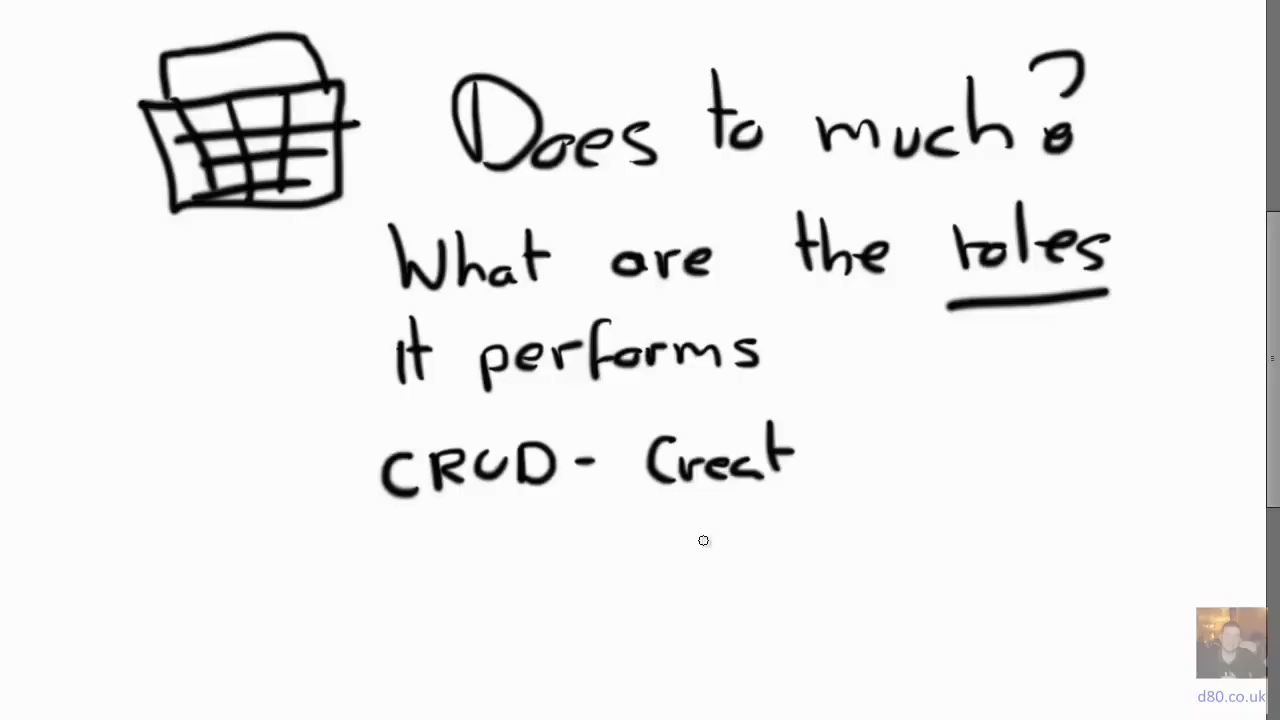 Does to much?
What are the roles
it performs
CRUD - Creat
d80.co.uk